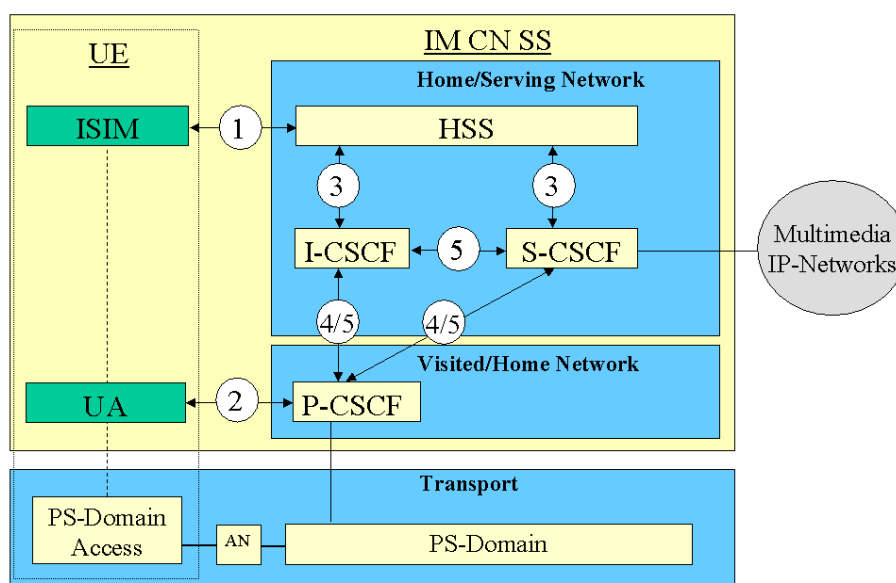 UE
IM CN SS
Home/Serving Network
ISIM
1
HSS
3
3
I-CSCF
5
S-CSCF
Multimedia
IP-Networks
4/5
4/5
Visited/Home Network
UA
2
P-CSCF
Transport
PS-Domain
Access
AN
PS-Domain